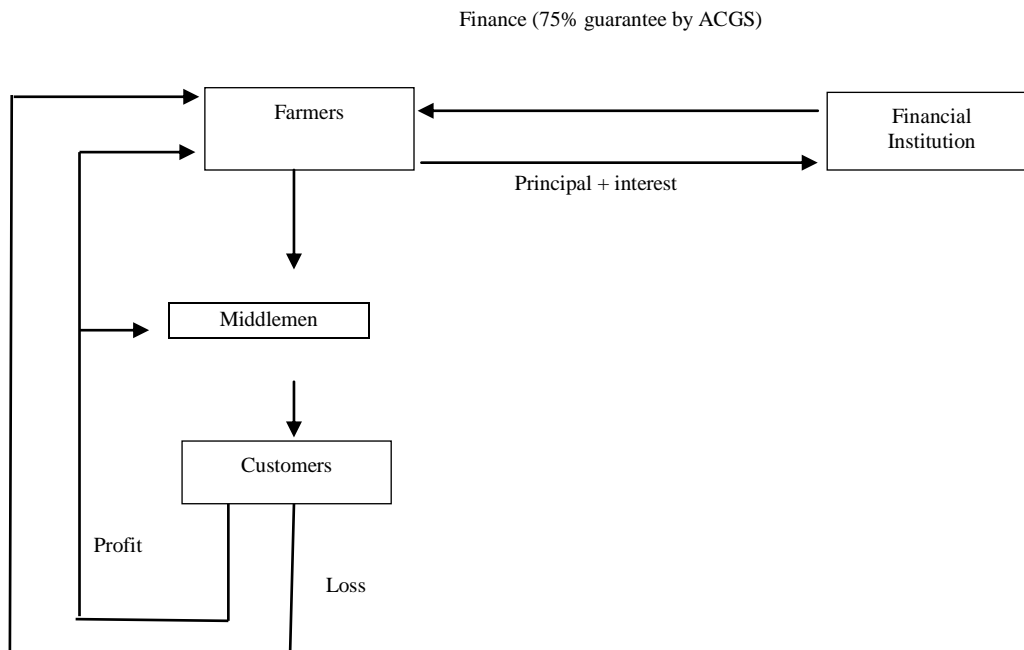 Finance (75% guarantee by ACGS)
Farmers
Financial
Institution
Principal + interest
Middlemen
Customers
Profit
Loss